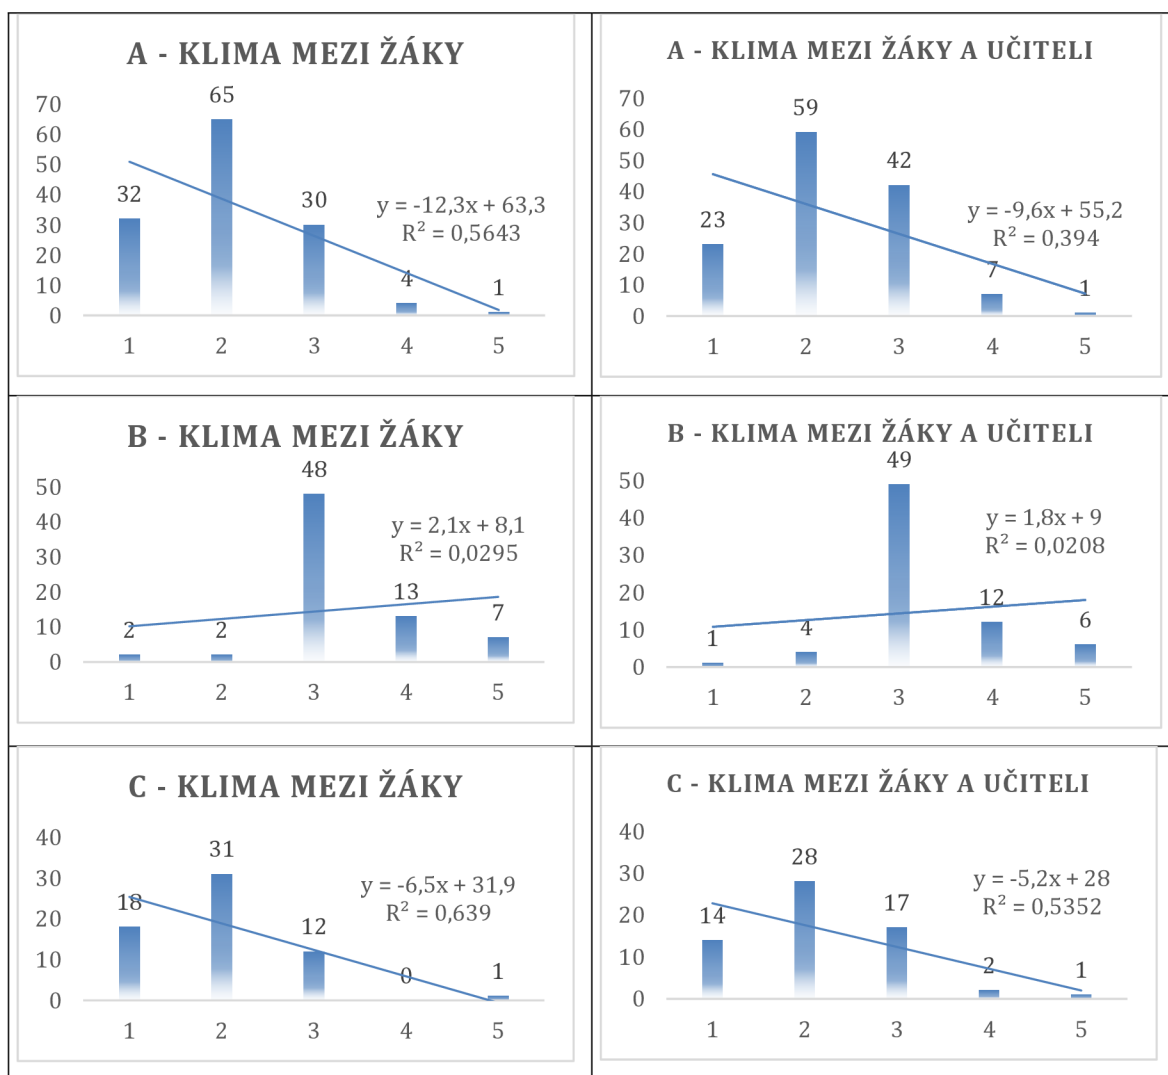 A - KLIMA MEZI ŽÁKY
70
60
50
40
30
20
10
0
32
65
30
4
1
y = -12,3x + 63,3
R² = 0,5643
1 2 3 4 5
A - KLIMA MEZI ŽÁKY A UČITELI
70
60
50
40
30
20
10
0
23
59
42
7
1
y = -9,6x + 55,2
R² = 0,394
1 2 3 4 5
B - KLIMA MEZI ŽÁKY
50
40
30
20
10
0
2
2
48
13
7
y = 2,1x + 8,1
R² = 0,0295
1 2 3 4 5
B - KLIMA MEZI ŽÁKY A UČITELI
50
40
30
20
10
0
1
4
49
12
6
y = 1,8x + 9
R² = 0,0208
1 2 3 4 5
C - KLIMA MEZI ŽÁKY
40
30
20
10
0
18
31
12
0
1
y = -6,5x + 31,9
R² = 0,639
1 2 3 4 5
C - KLIMA MEZI ŽÁKY A UČITELI
40
30
20
10
0
14
28
17
2
1
y = -5,2x + 28
R² = 0,5352
1 2 3 4 5